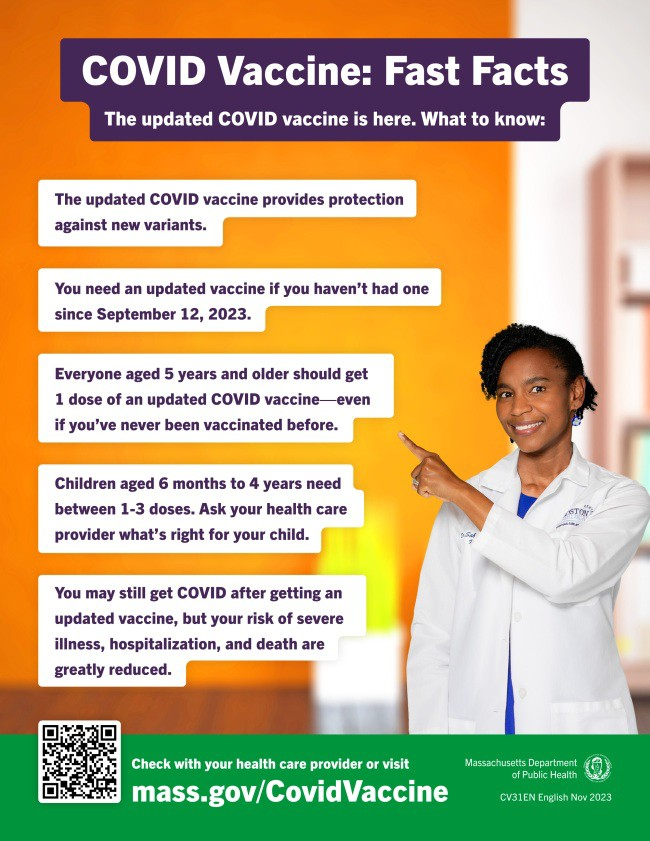 COVID Vaccine: Fast Facts
The updated COVID vaccine is here. What to know:
The updated COVID vaccine provides protection
against new variants.
You need an updated vaccine if you haven’t had one
since September 12, 2023.
Everyone aged 5 years and older should get
1 dose of an updated COVID vaccine—even
if you’ve never been vaccinated before.
Children aged 6 months to 4 years need
between 1-3 doses. Ask your health care
provider what’s right for your child.
You may still get COVID after getting an
updated vaccine, but your risk of severe
illness, hospitalization, and death are
greatly reduced.
Check with your health care provider or visit
mass.gov/CovidVaccine
Massachusetts Department
of Public Health
CV31EN English Nov 2023